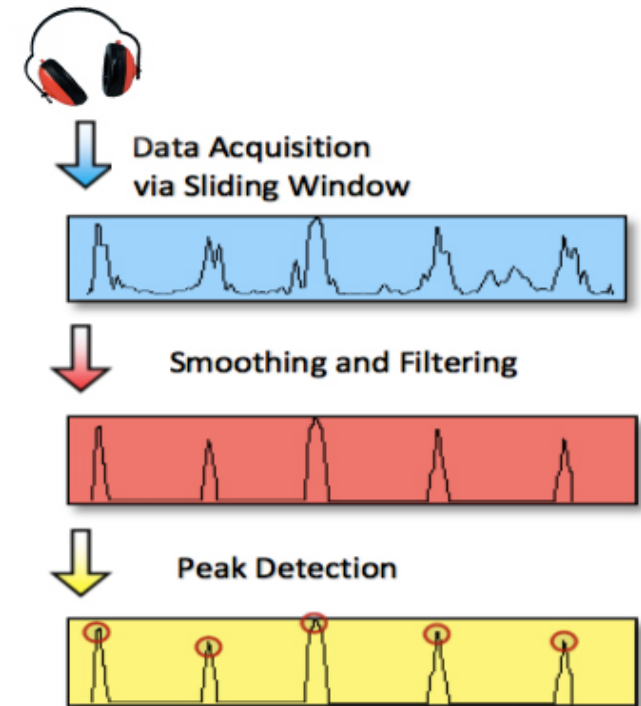 Data Acquisition
via Sliding Window
Smoothing and Filtering
Peak Detection